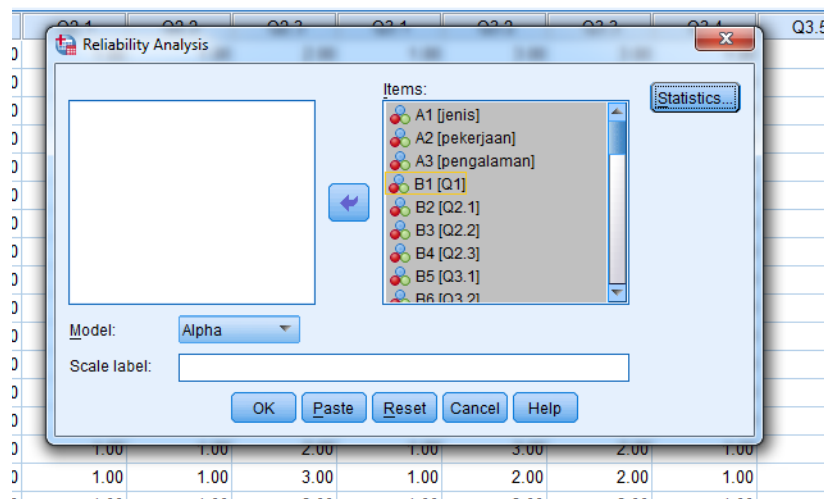 Q3.5
Reliability Analysis
Items:
Statistics...
A1 [jenis]
A2 [pekerjaan]
A3 [pengalaman]
B1 [Q1]
B2 [Q2.1]
B3 [Q2.2]
B4 [Q2.3]
B5 [Q3.1]
B6 [Q3.2]
Model: Alpha
Scale label:
OK Paste Reset Cancel Help
1.00 1.00 2.00 1.00 3.00 2.00 1.00
1.00 1.00 3.00 1.00 2.00 2.00 1.00